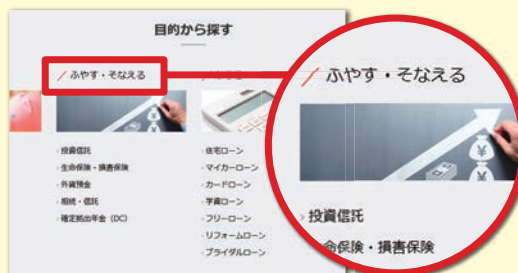 目的から探す
ふやす・そなえる
投資信託
生命保険・損害保険
外貨預金
相続・信託
確定拠出年金（DC）
住宅ローン
マイカーローン
カードローン
学資ローン
フリーローン
リフォームローン
ブライダルローン
ふやす・そなえる
¥
¥
投資信託
命保険・損害保険